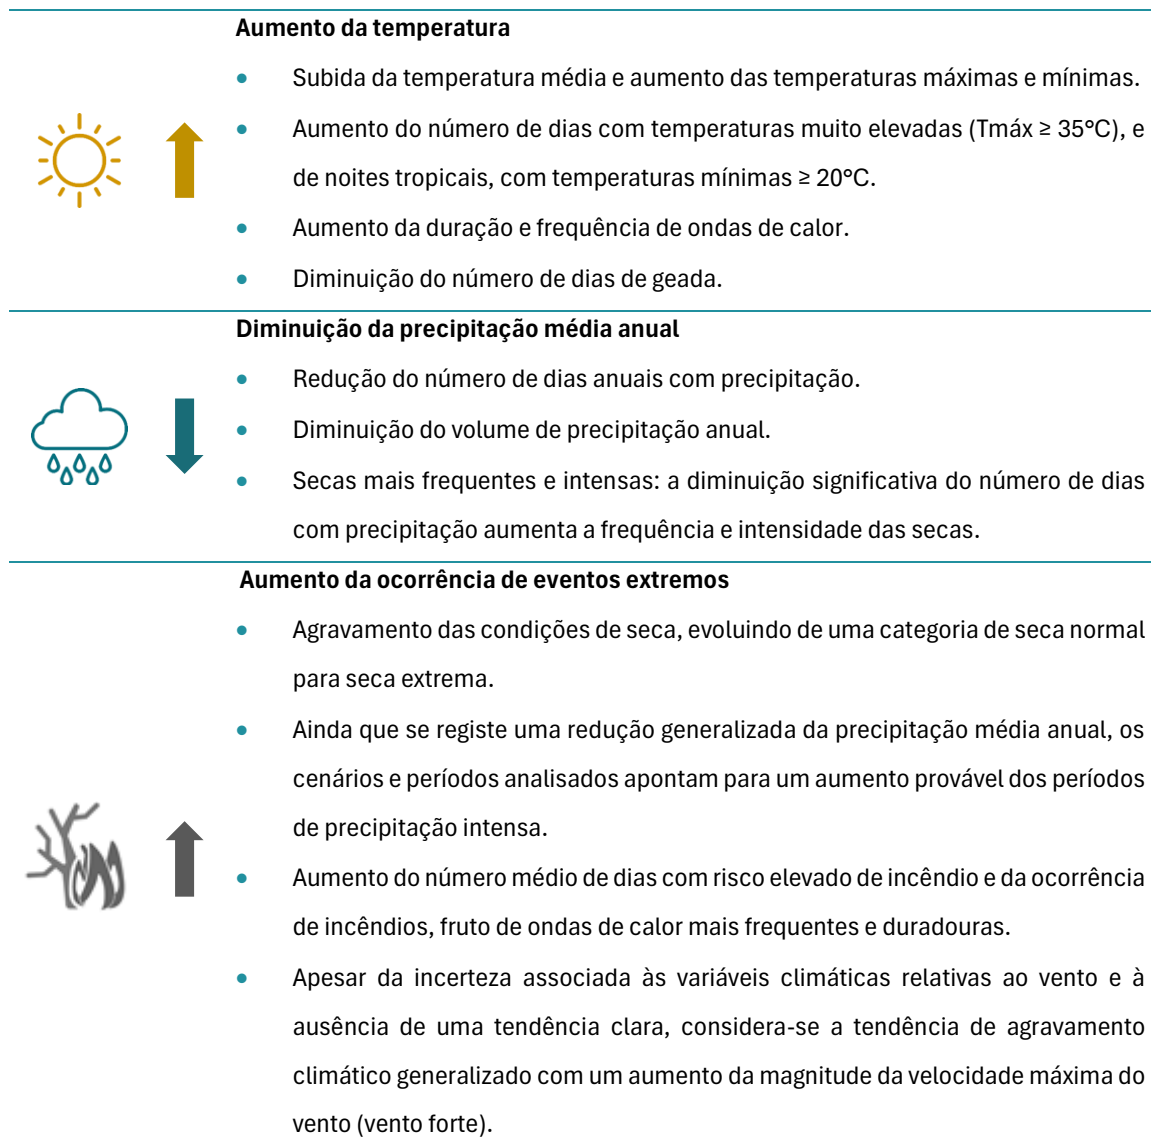 Aumento da temperatura
• Subida da temperatura média e aumento das temperaturas máximas e mínimas.
• Aumento do número de dias com temperaturas muito elevadas (Tmáx ≥ 35°C), e
de noites tropicais, com temperaturas mínimas ≥ 20°C.
• Aumento da duração e frequência de ondas de calor.
• Diminuição do número de dias de geada.
Diminuição da precipitação média anual
• Redução do número de dias anuais com precipitação.
• Diminuição do volume de precipitação anual.
• Secas mais frequentes e intensas: a diminuição significativa do número de dias
com precipitação aumenta a frequência e intensidade das secas.
Aumento da ocorrência de eventos extremos
• Agravamento das condições de seca, evoluindo de uma categoria de seca normal
para seca extrema.
• Ainda que se registe uma redução generalizada da precipitação média anual, os
cenários e períodos analisados apontam para um aumento provável dos períodos
de precipitação intensa.
• Aumento do número médio de dias com risco elevado de incêndio e da ocorrência
de incêndios, fruto de ondas de calor mais frequentes e duradouras.
• Apesar da incerteza associada às variáveis climáticas relativas ao vento e à
ausência de uma tendência clara, considera-se a tendência de agravamento
climático generalizado com um aumento da magnitude da velocidade máxima do
vento (vento forte).